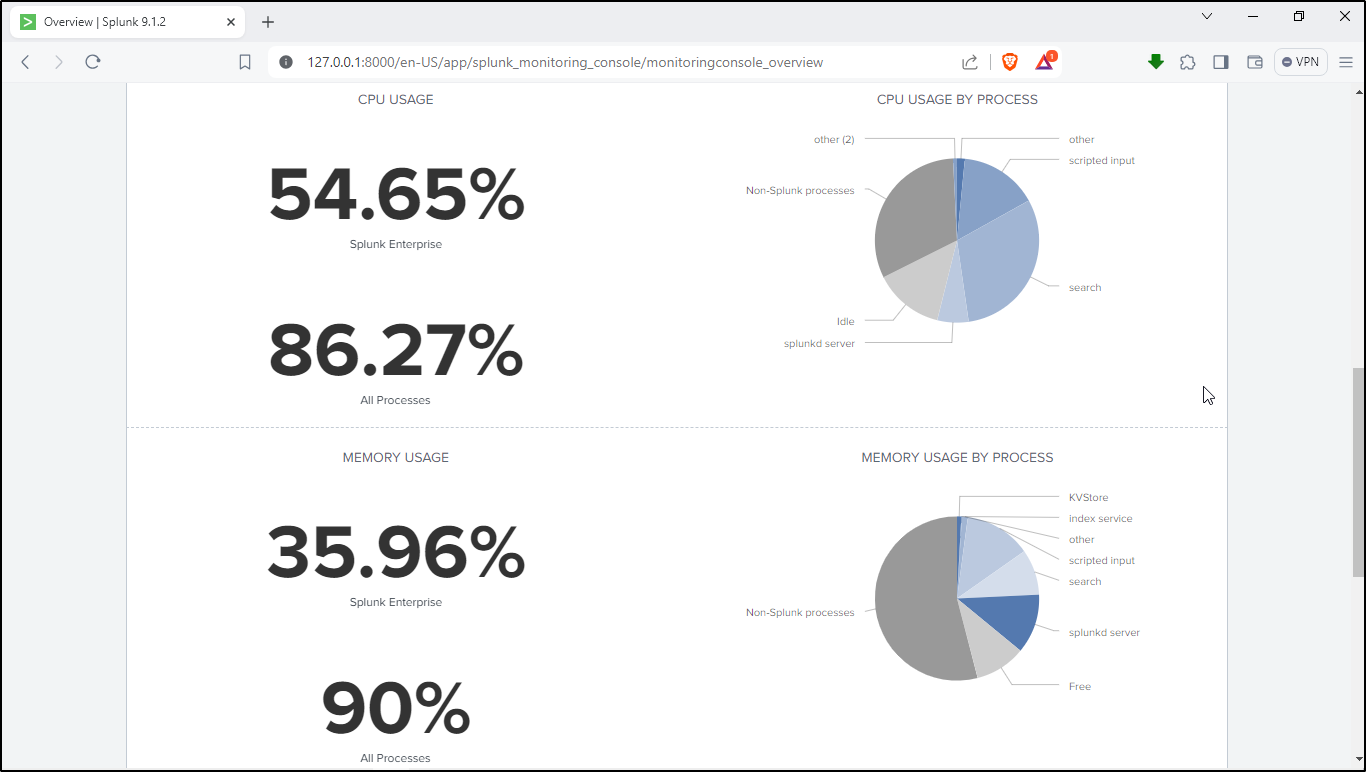 Overview | Splunk 9.1.2
127.0.0.1:8000/en-US/app/splunk_monitoring_console/monitoringconsole_overview
1
VPN
CPU USAGE
54.65%
Splunk Enterprise
86.27%
All Processes
CPU USAGE BY PROCESS
other (2)
other
scripted input
Non-Splunk processes
search
Idle
splunkd server
MEMORY USAGE
35.96%
Splunk Enterprise
90%
All Processes
MEMORY USAGE BY PROCESS
KVStore
index service
other
scripted input
search
Non-Splunk processes
splunkd server
Free